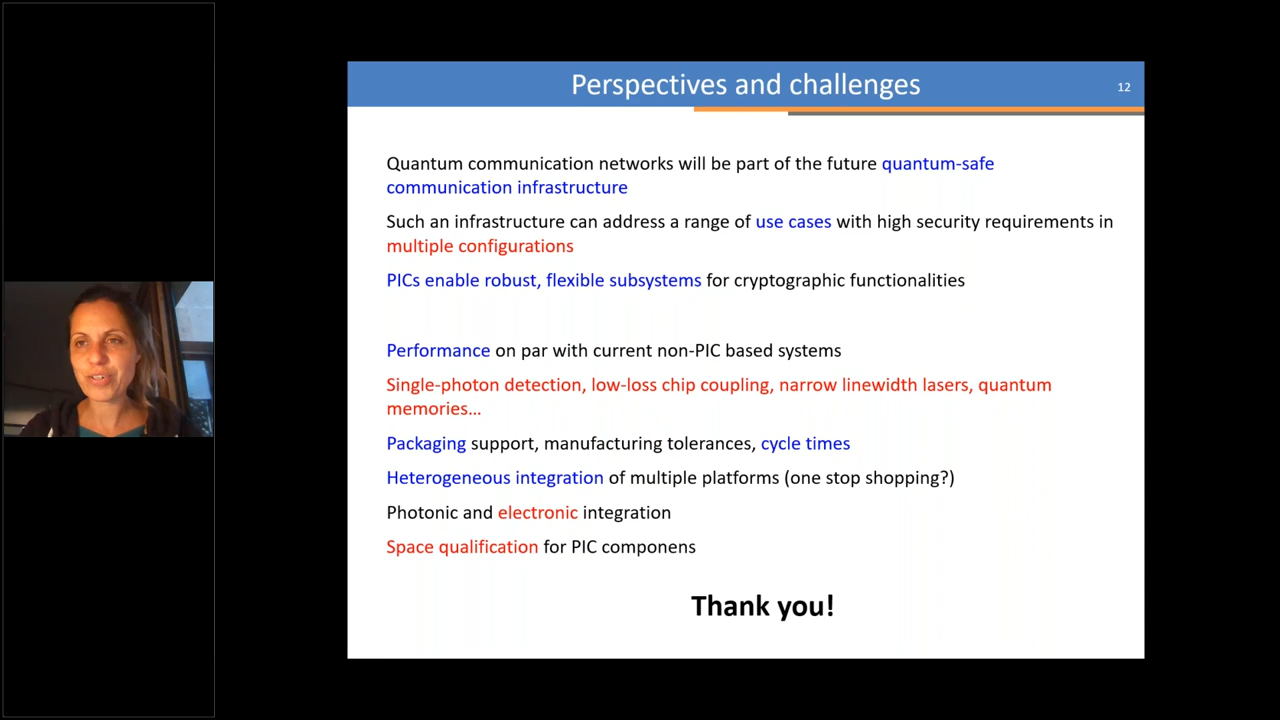 Perspectives and challenges
12
Quantum communication networks will be part of the future quantum-safe
communication infrastructure
Such an infrastructure can address a range of use cases with high security requirements in
multiple configurations
PICs enable robust, flexible subsystems for cryptographic functionalities
Performance on par with current non-PIC based systems
Single-photon detection, low-loss chip coupling, narrow linewidth lasers, quantum
memories…
Packaging support, manufacturing tolerances, cycle times
Heterogeneous integration of multiple platforms (one stop shopping?)
Photonic and electronic integration
Space qualification for PIC componens
Thank you!